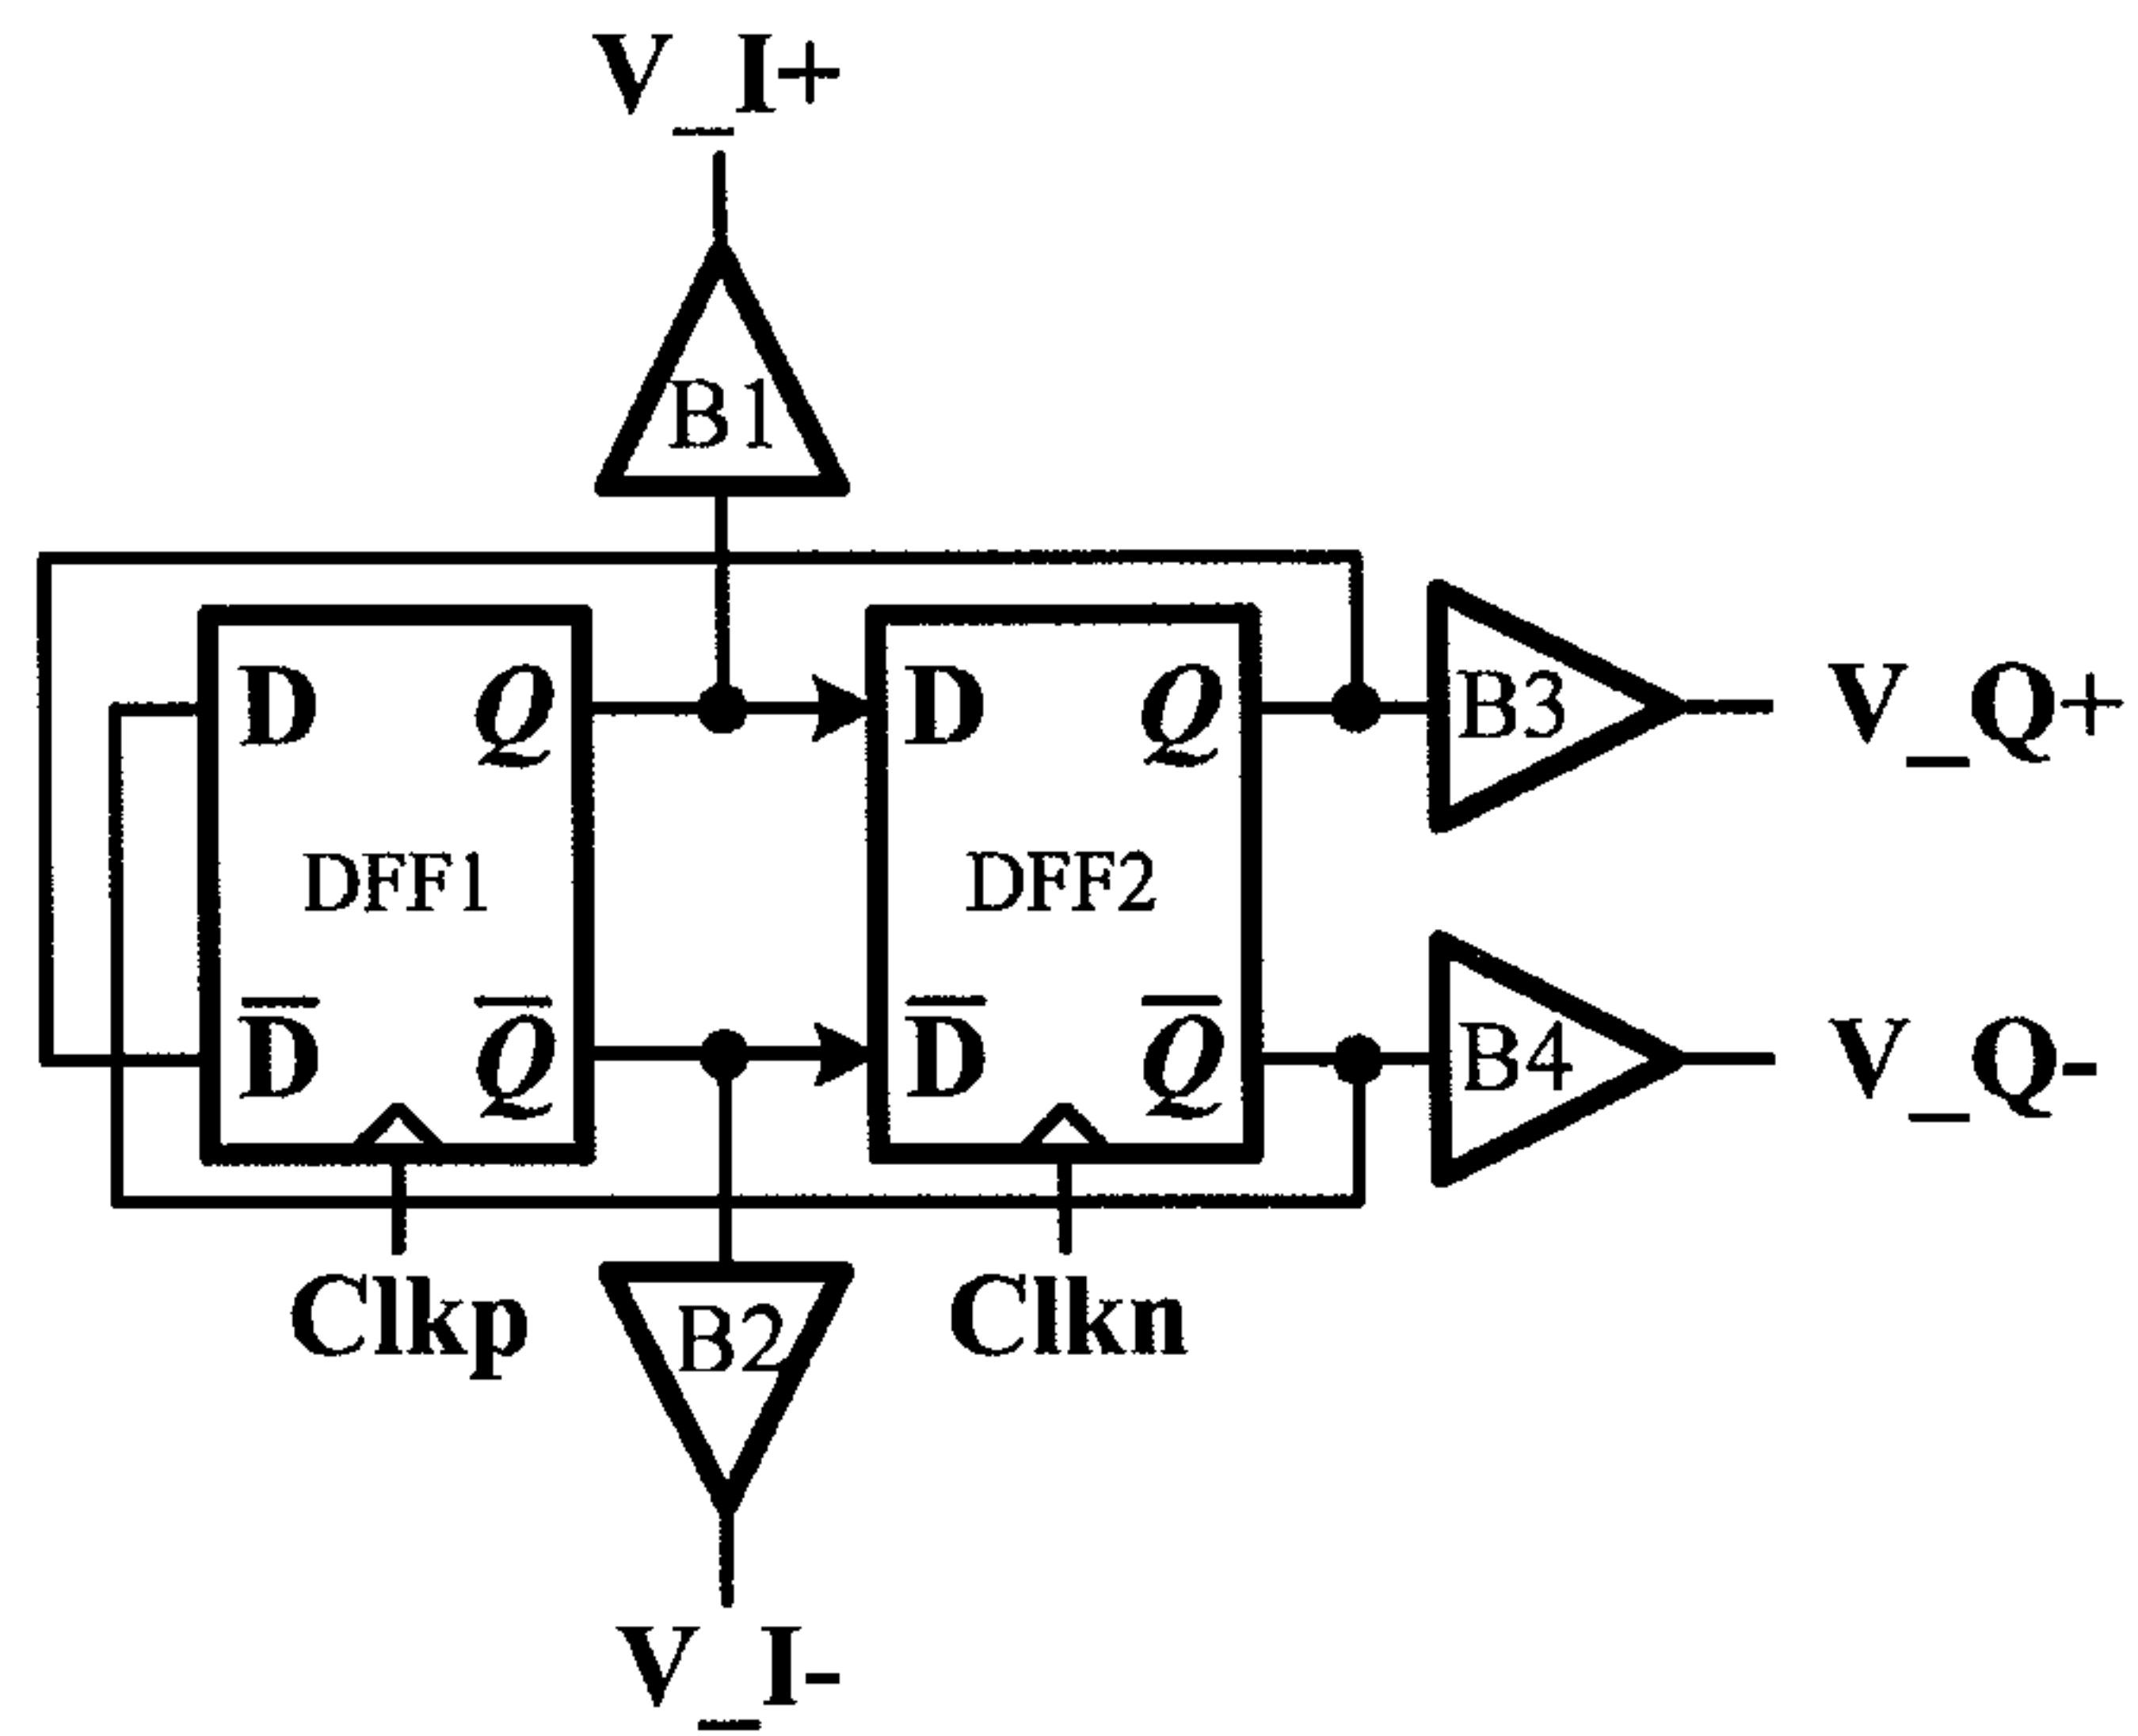 V_I+
B1
D Q D Q B3 V_Q+
DFF1 DFF2
D̅ Q̅ D̅ Q̅ B4 V_Q-
Clkp B2 Clkn
V_I-